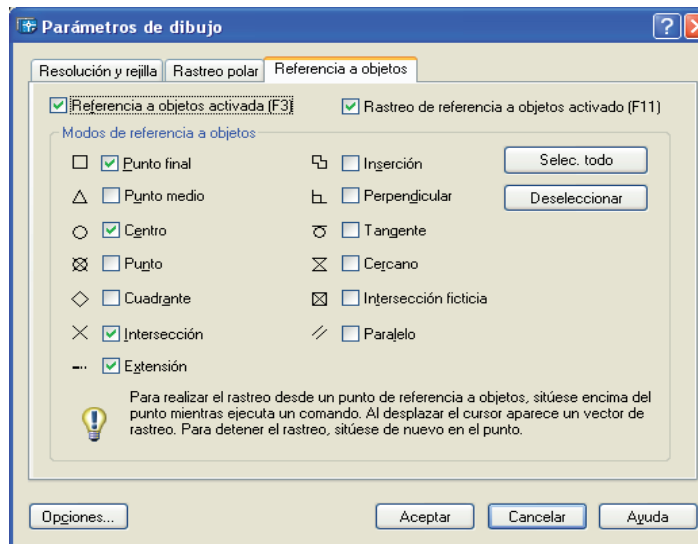 Parámetros de dibujo
Resolución y rejilla Rastreo polar Referencia a objetos
Referencia a objetos activada (F3) Rastreo de referencia a objetos activado (F11)
Modos de referencia a objetos
Punto final Inserción Selec. todo
Punto medio Perpendicular Deseleccionar
Centro Tangente
Punto Cercano
Cuadrante Intersección ficticia
Intersección Paralelo
Extensión
Para realizar el rastreo desde un punto de referencia a objetos, sitúese encima del
punto mientras ejecuta un comando. Al desplazar el cursor aparece un vector de
rastreo. Para detener el rastreo, sitúese de nuevo en el punto.
Opciones... Aceptar Cancelar Ayuda